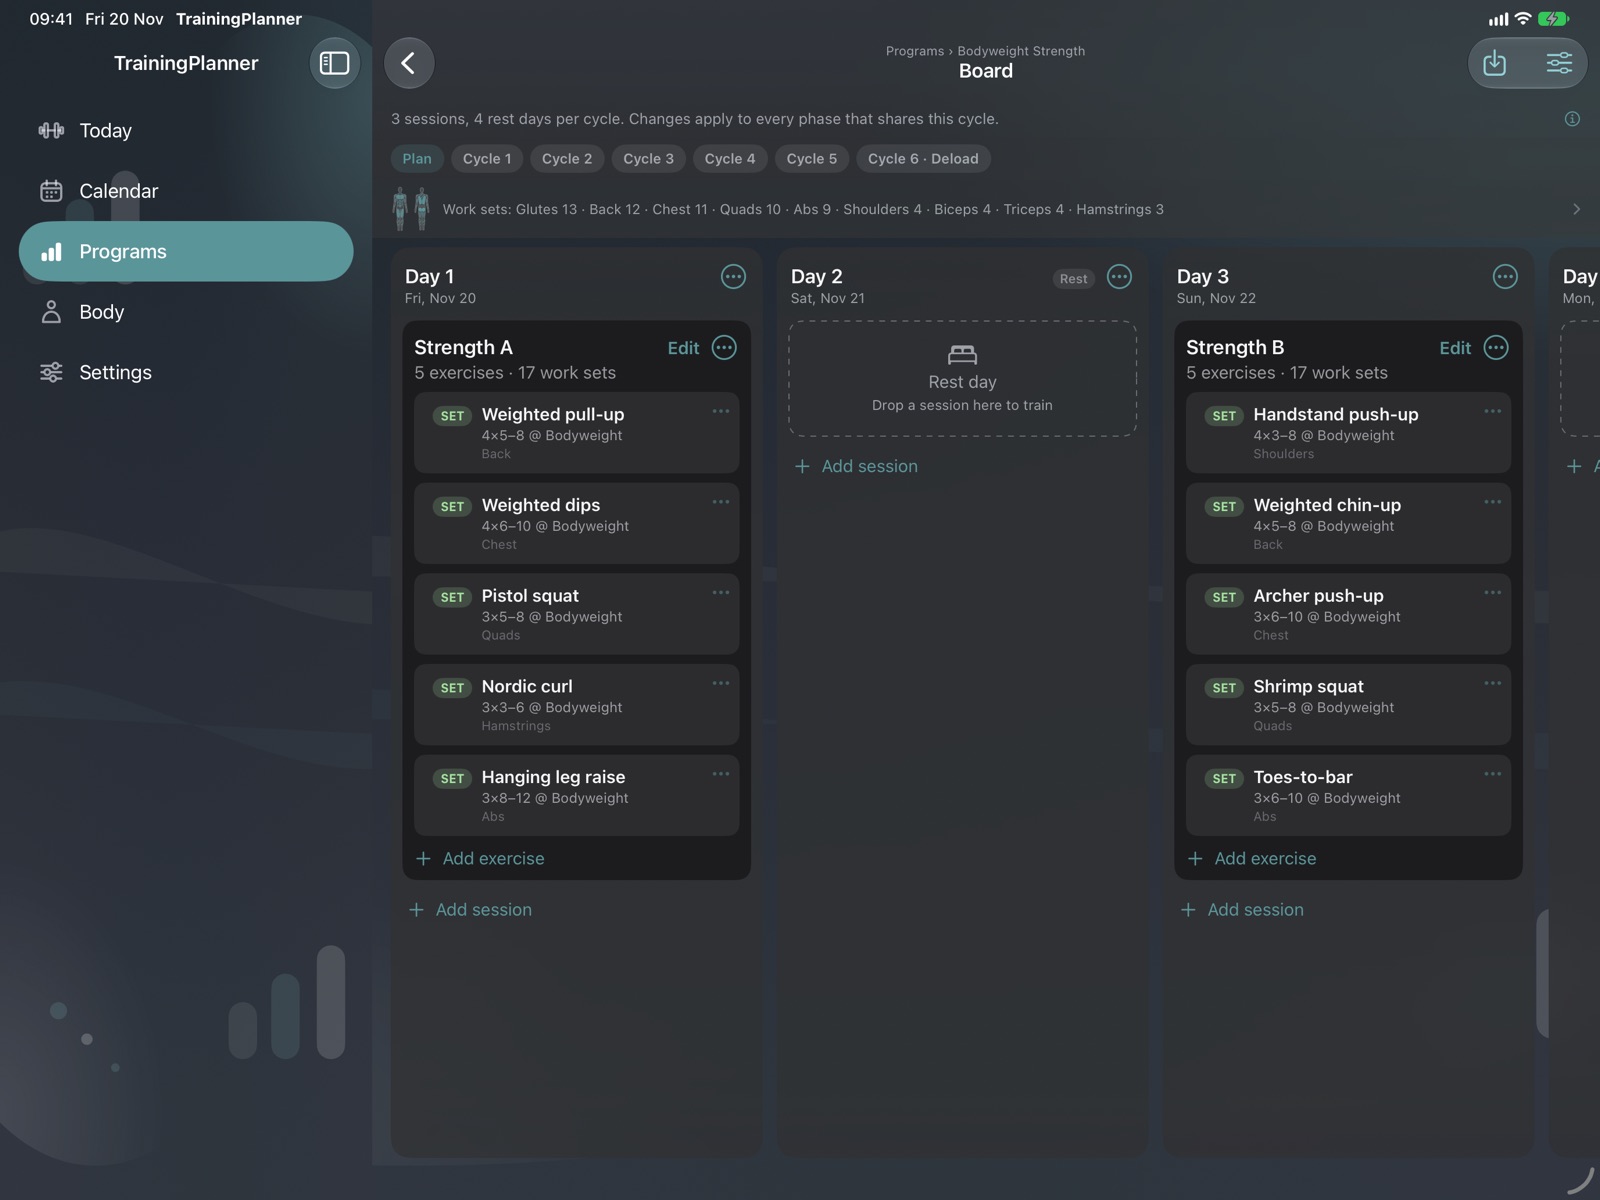 09:41 Fri 20 Nov TrainingPlanner
TrainingPlanner
Today
Calendar
Programs
Body
Settings
Programs › Bodyweight Strength
Board
3 sessions, 4 rest days per cycle. Changes apply to every phase that shares this cycle.
Plan
Cycle 1
Cycle 2
Cycle 3
Cycle 4
Cycle 5
Cycle 6 · Deload
Work sets: Glutes 13 · Back 12 · Chest 11 · Quads 10 · Abs 9 · Shoulders 4 · Biceps 4 · Triceps 4 · Hamstrings 3
Day 1
Fri, Nov 20
Strength A
Edit
5 exercises · 17 work sets
SET Weighted pull-up
4×5–8 @ Bodyweight
Back
SET Weighted dips
4×6–10 @ Bodyweight
Chest
SET Pistol squat
3×5–8 @ Bodyweight
Quads
SET Nordic curl
3×3–6 @ Bodyweight
Hamstrings
SET Hanging leg raise
3×8–12 @ Bodyweight
Abs
Add exercise
Add session
Day 2
Rest
Sat, Nov 21
Rest day
Drop a session here to train
Add session
Day 3
Sun, Nov 22
Strength B
Edit
5 exercises · 17 work sets
SET Handstand push-up
4×3–8 @ Bodyweight
Shoulders
SET Weighted chin-up
4×5–8 @ Bodyweight
Back
SET Archer push-up
3×6–10 @ Bodyweight
Chest
SET Shrimp squat
3×5–8 @ Bodyweight
Quads
SET Toes-to-bar
3×6–10 @ Bodyweight
Abs
Add exercise
Add session
Day
Mon,